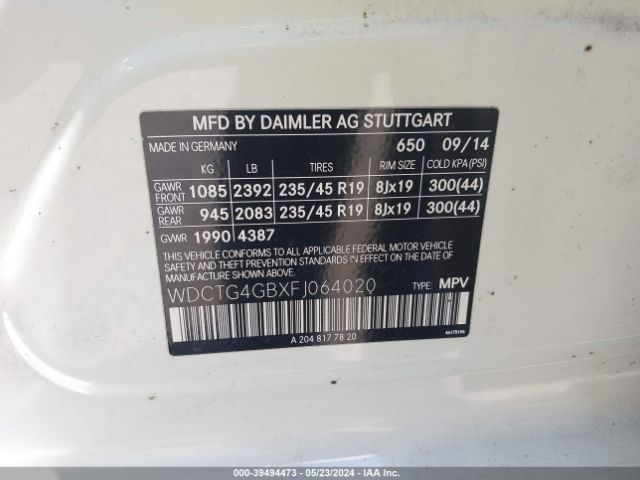 MFD BY DAIMLER AG STUTTGART
MADE IN GERMANY 650 09/14
KG LB TIRES RIM SIZE COLD KPA(PSI)
GAWR FRONT 1085 2392 235/45 R19 8Jx19 300(44)
GAWR REAR 945 2083 235/45 R19 8Jx19 300(44)
GVWR 1990 4387
THIS VEHICLE CONFORMS TO ALL APPLICABLE FEDERAL MOTOR VEHICLE
SAFETY AND THEFT PREVENTION STANDARDS IN EFFECT ON THE DATE
OF MANUFACTURE SHOWN ABOVE.
WDCTG4GBXFJ064020 TYPE: MPV
A 204 817 78 20
000-39494473 - 05/23/2024 - IAAI.COM